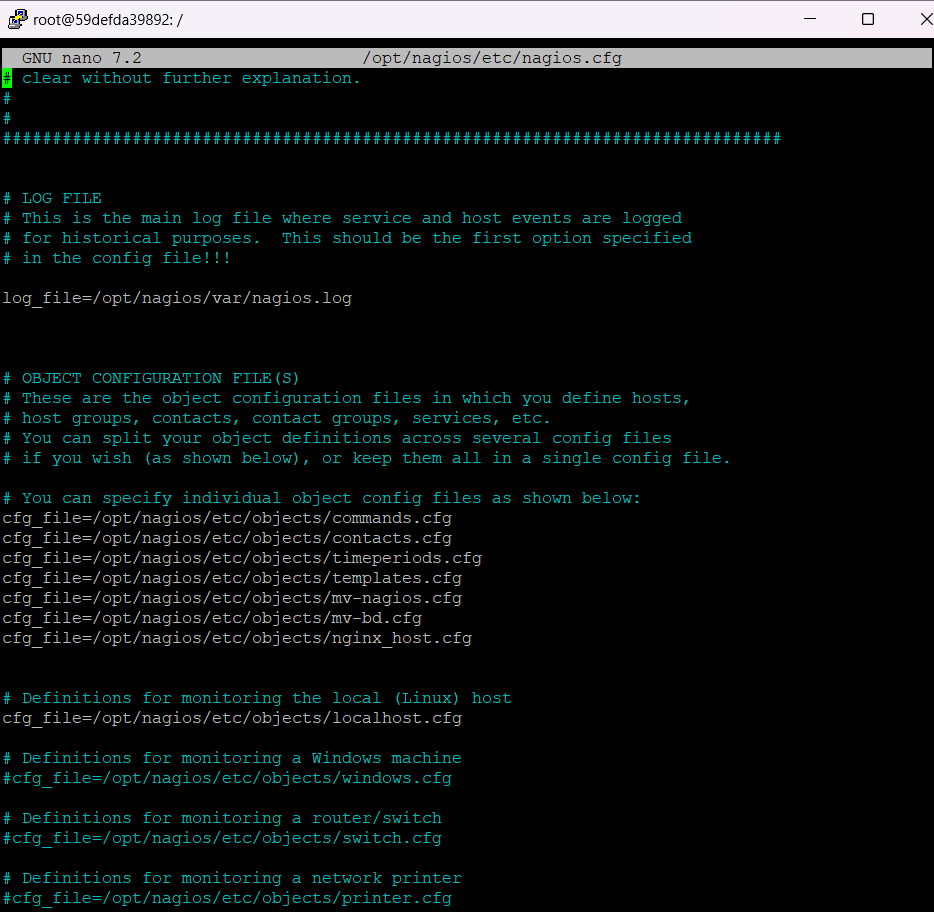 root@59defda39892: /
GNU nano 7.2 /opt/nagios/etc/nagios.cfg
# clear without further explanation.
#
#
##############################################################################
# LOG FILE
# This is the main log file where service and host events are logged
# for historical purposes.  This should be the first option specified
# in the config file!!!
log_file=/opt/nagios/var/nagios.log
# OBJECT CONFIGURATION FILE(S)
# These are the object configuration files in which you define hosts,
# host groups, contacts, contact groups, services, etc.
# You can split your object definitions across several config files
# if you wish (as shown below), or keep them all in a single config file.
# You can specify individual object config files as shown below:
cfg_file=/opt/nagios/etc/objects/commands.cfg
cfg_file=/opt/nagios/etc/objects/contacts.cfg
cfg_file=/opt/nagios/etc/objects/timeperiods.cfg
cfg_file=/opt/nagios/etc/objects/templates.cfg
cfg_file=/opt/nagios/etc/objects/mv-nagios.cfg
cfg_file=/opt/nagios/etc/objects/mv-bd.cfg
cfg_file=/opt/nagios/etc/objects/nginx_host.cfg
# Definitions for monitoring the local (Linux) host
cfg_file=/opt/nagios/etc/objects/localhost.cfg
# Definitions for monitoring a Windows machine
#cfg_file=/opt/nagios/etc/objects/windows.cfg
# Definitions for monitoring a router/switch
#cfg_file=/opt/nagios/etc/objects/switch.cfg
# Definitions for monitoring a network printer
#cfg_file=/opt/nagios/etc/objects/printer.cfg